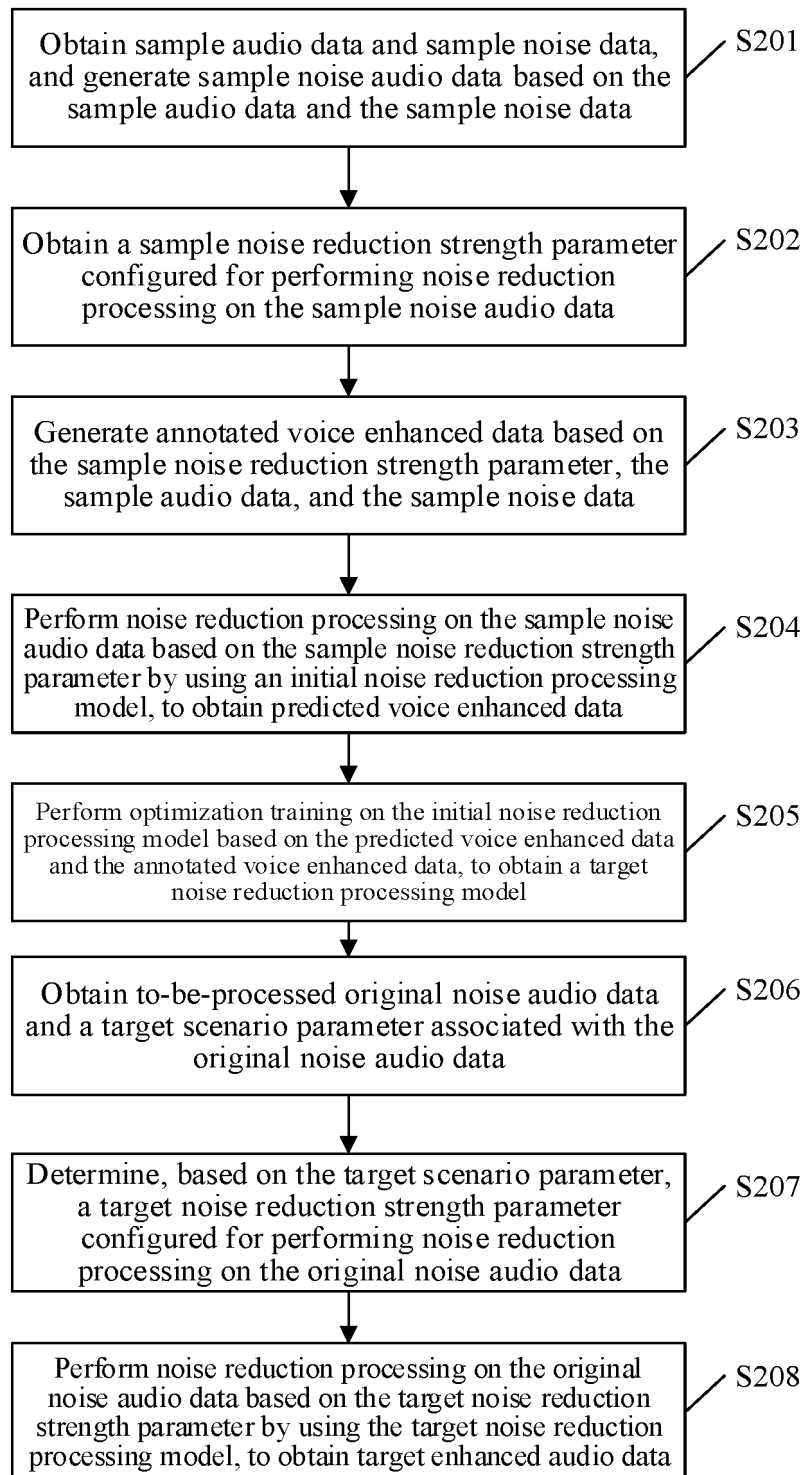 Obtain sample audio data and sample noise data,
and generate sample noise audio data based on the
sample audio data and the sample noise data
S201
Obtain a sample noise reduction strength parameter
configured for performing noise reduction
processing on the sample noise audio data
S202
Generate annotated voice enhanced data based on
the sample noise reduction strength parameter, the
sample audio data, and the sample noise data
S203
Perform noise reduction processing on the sample noise
audio data based on the sample noise reduction strength
parameter by using an initial noise reduction processing
model, to obtain predicted voice enhanced data
S204
Perform optimization training on the initial noise reduction
processing model based on the predicted voice enhanced data
and the annotated voice enhanced data, to obtain a target
noise reduction processing model
S205
Obtain to-be-processed original noise audio data
and a target scenario parameter associated with the
original noise audio data
S206
Determine, based on the target scenario parameter,
a target noise reduction strength parameter
configured for performing noise reduction
processing on the original noise audio data
S207
Perform noise reduction processing on the original
noise audio data based on the target noise reduction
strength parameter by using the target noise reduction
processing model, to obtain target enhanced audio data
S208